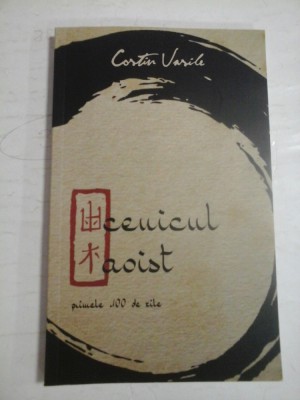 Costin Vasile
Ucenicul
Taoist
primele 100 de zile